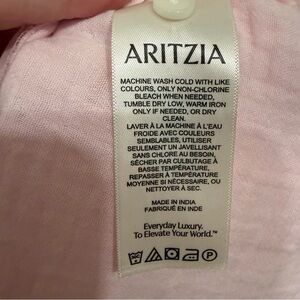 ARITZIA
MACHINE WASH COLD WITH LIKE
COLOURS, ONLY NON-CHLORINE
BLEACH WHEN NEEDED,
TUMBLE DRY LOW, WARM IRON
ONLY IF NEEDED, OR DRY
CLEAN.
LAVER À LA MACHINE À L'EAU
FROIDE AVEC COULEURS
SEMBLABLES, UTILISER
SEULEMENT UN JAVELLISANT
SANS CHLORE AU BESOIN,
SÉCHER PAR CULBUTAGE À
BASSE TEMPÉRATURE,
REPASSER À TEMPÉRATURE
MOYENNE SI NÉCESSAIRE, OU
NETTOYER À SEC.
MADE IN INDIA
FABRIQUÉ EN INDE
Everyday Luxury.
To Elevate Your World.™
P